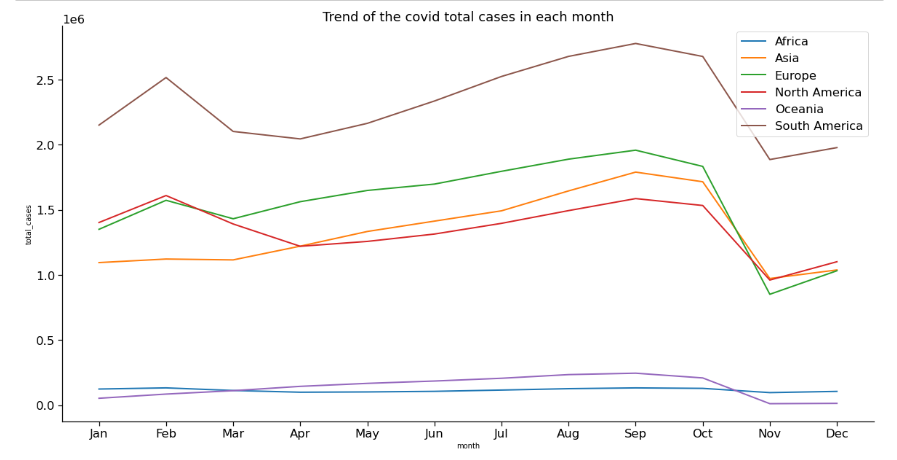 Trend of the covid total cases in each month
1e6
Africa
Asia
Europe
North America
Oceania
South America
2.5
2.0
1.5
1.0
0.5
0.0
total_cases
Jan Feb Mar Apr May Jun Jul Aug Sep Oct Nov Dec
month